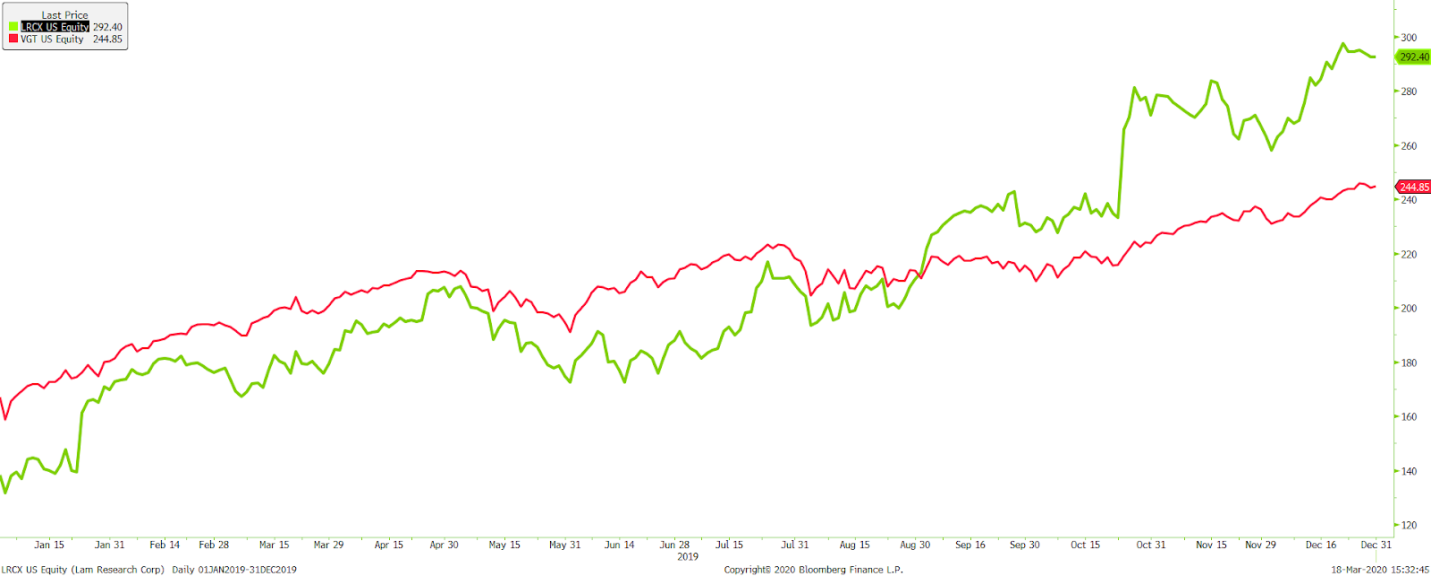 Last Price
LRCX US Equity 292.40
VGT US Equity 244.85
300
292.40
280
260
244.85
240
220
200
180
160
140
120
Jan 15 Jan 31 Feb 14 Feb 28 Mar 15 Mar 29 Apr 15 Apr 30 May 15 May 31 Jun 14 Jun 28 Jul 15 Jul 31 Aug 15 Aug 30 Sep 16 Sep 30 Oct 15 Oct 31 Nov 15 Nov 29 Dec 16 Dec 31
2019
LRCX US Equity (Lam Research Corp) Daily 01JAN2019-31DEC2019 Copyright© 2020 Bloomberg Finance L.P. 18-Mar-2020 15:32:45